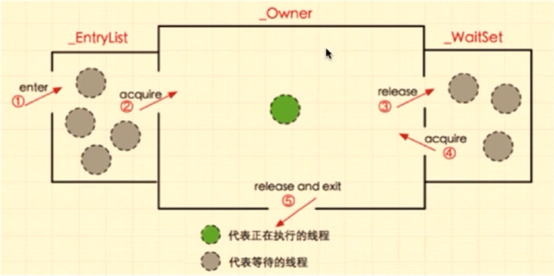 _Owner
_EntryList
_WaitSet
enter
①
acquire
②
release
③
acquire
④
release and exit
⑤
代表正在执行的线程
代表等待的线程